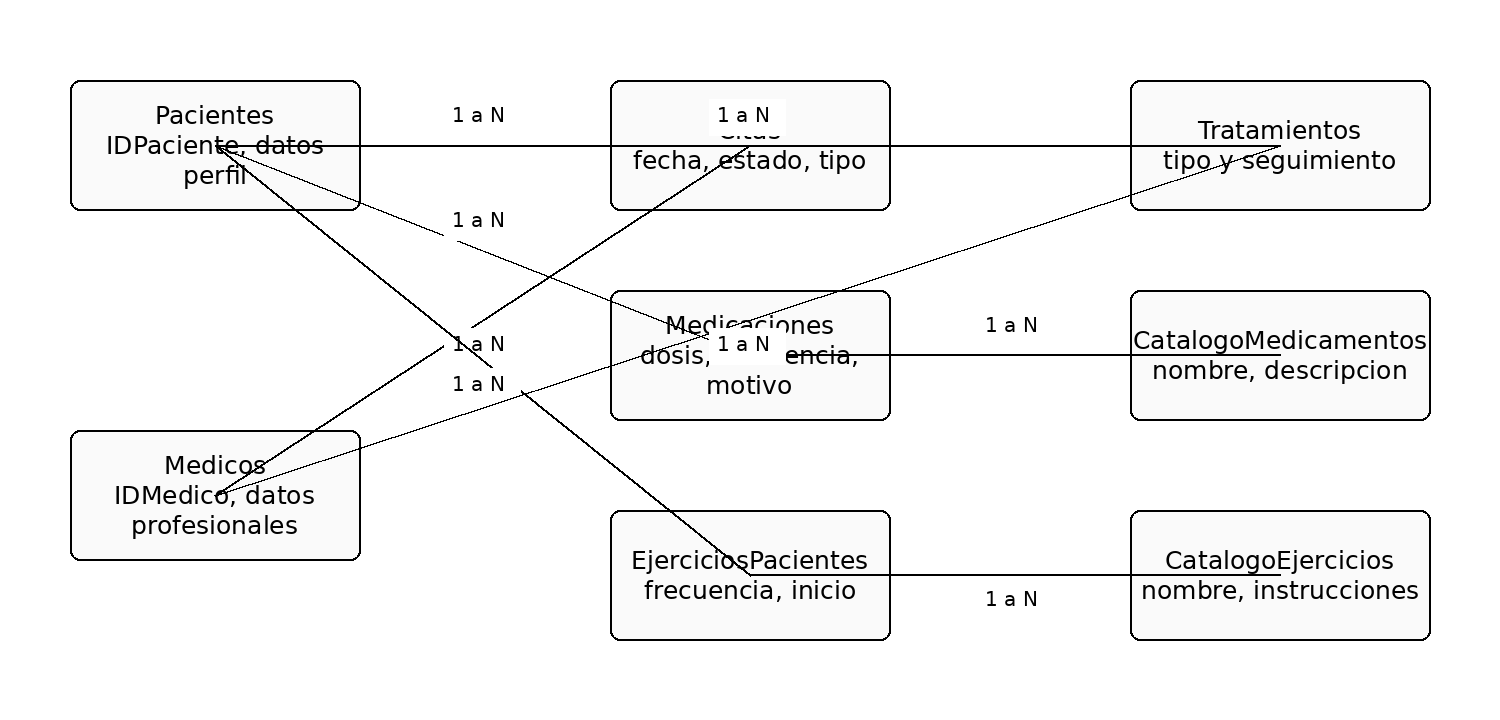 Pacientes
IDPaciente, datos
perfil
1 a N
1 a N
fecha, estado, tipo
Tratamientos
tipo y seguimiento
1 a N
Medicaciones
dosis,
motivo
1 a N
1 a N
CatalogoMedicamentos
nombre, descripcion
1 a N
1 a N
Medicos
IDMedico, datos
profesionales
EjerciciosPacientes
frecuencia, inicio
1 a N
CatalogoEjercicios
nombre, instrucciones